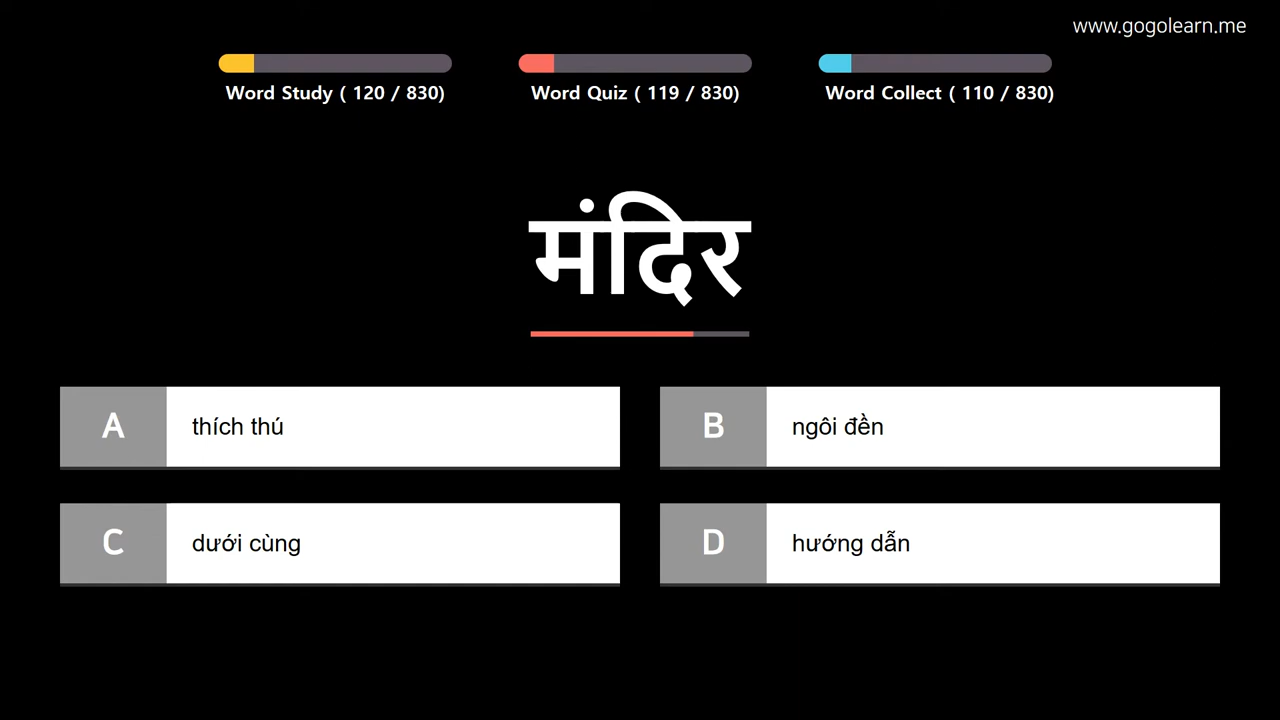 www.gogolearn.me
Word Study ( 120 / 830)
Word Quiz ( 119 / 830)
Word Collect ( 110 / 830)
मंदिर
A
thích thú
B
ngôi đền
C
dưới cùng
D
hướng dẫn